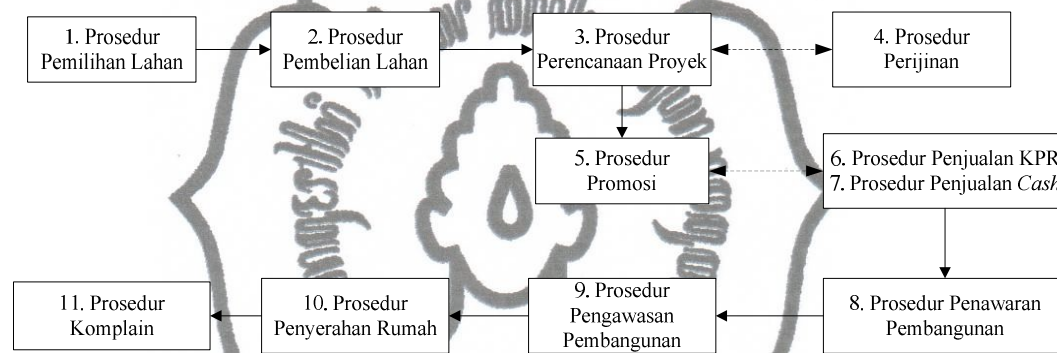 1. Prosedur
Pemilihan Lahan
2. Prosedur
Pembelian Lahan
3. Prosedur
Perencanaan Proyek
4. Prosedur
Perijinan
5. Prosedur
Promosi
6. Prosedur Penjualan KPR
7. Prosedur Penjualan Cash
8. Prosedur Penawaran
Pembangunan
9. Prosedur
Pengawasan
Pembangunan
10. Prosedur
Penyerahan Rumah
11. Prosedur
Komplain